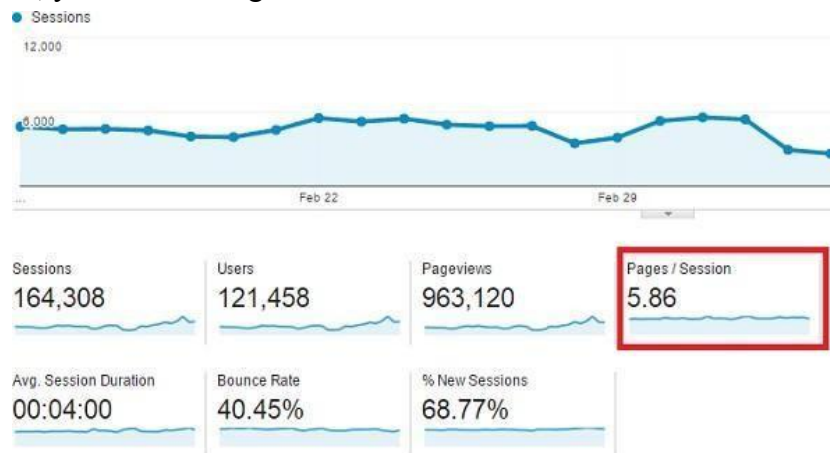 Sessions
12,000
6,000
...
Feb 22
Feb 29
Sessions
164,308
Users
121,458
Pageviews
963,120
Pages / Session
5.86
Avg. Session Duration
00:04:00
Bounce Rate
40.45%
% New Sessions
68.77%